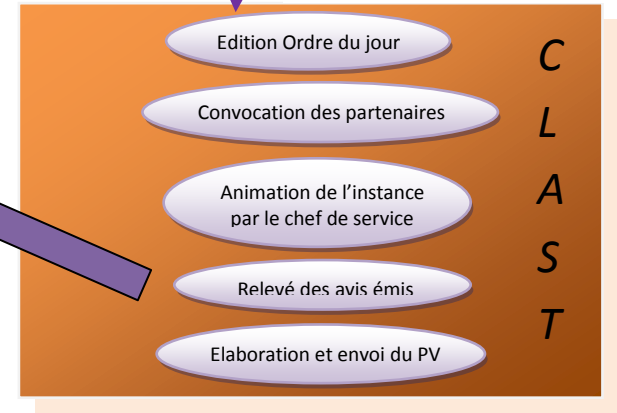 Edition Ordre du jour
Convocation des partenaires
Animation de l’instance
par le chef de service
Relevé des avis émis
Elaboration et envoi du PV
C
L
A
S
T